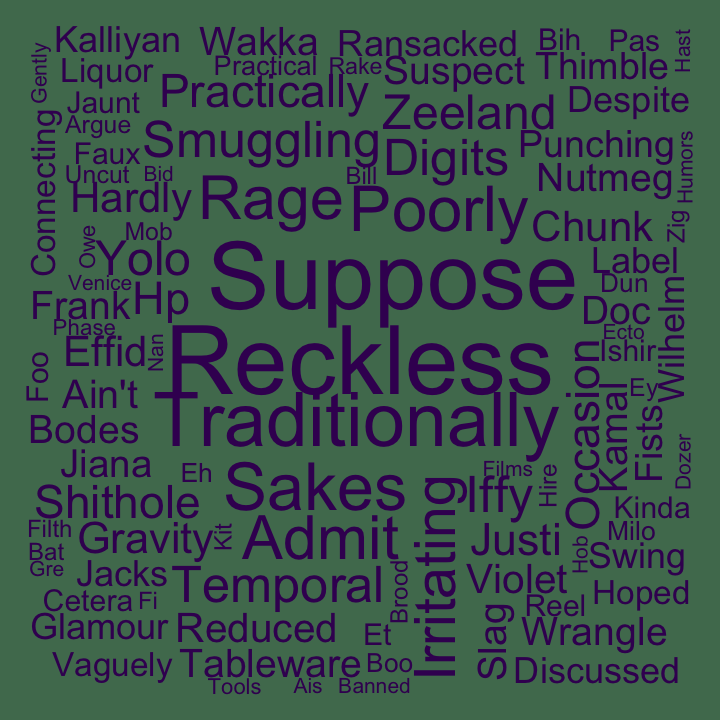 Kalliyan
Wakka
Ransacked
Bih
Pas
Hast
Gently
Liquor
Practical
Rake
Suspect
Thimble
Jaunt
Practically
Zeeland
Despite
Argue
Connecting
Faux
Smuggling
Digits
Punching
Humors
Uncut
Bid
Bill
Nutmeg
Hardly
Rage
Poorly
Chunk
Zig
Owe
Mob
Yolo
Suppose
Label
Venice
Dun
Frank
Hp
Doc
Wilhelm
Phase
Ecto
Effid
Nan
Reckless
Ishir
Foo
Ain't
Traditionally
Occasion
Kamal
Ey
Fists
Bodes
Jiana
Eh
Sakes
Films
Iffy
Hire
Dozer
Shithole
Irritating
Kinda
Filth
Gravity
Kit
Admit
Justi
Milo
Bat
Hob
Swing
Gre
Jacks
Temporal
Brood
Violet
Hoped
Cetera
Fi
Reel
Glamour
Reduced
Et
Slag
Wrangle
Vaguely
Tableware
Boo
Discussed
Tools
Ais
Banned